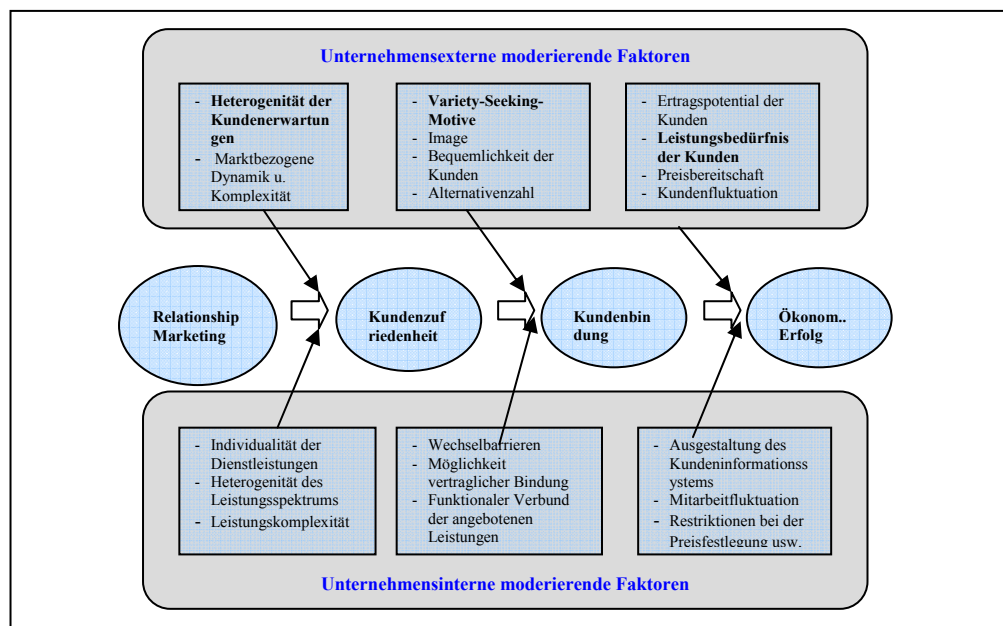 Unternehmensexterne moderierende Faktoren
- Heterogenität der
Kundenerwartun
gen
- Marktbezogene
Dynamik u.
Komplexität
- Variety-Seeking-
Motive
- Image
- Bequemlichkeit der
Kunden
- Alternativenzahl
- Ertragspotential der
Kunden
- Leistungsbedürfnis
der Kunden
- Preisbereitschaft
- Kundenfluktuation
Relationship
Marketing
Kundenzuf
riedenheit
Kundenbin
dung
Ökonom..
Erfolg
- Individualität der
Dienstleistungen
- Heterogenität des
Leistungsspektrums
- Leistungskomplexität
- Wechselbarrieren
- Möglichkeit
vertraglicher Bindung
- Funktionaler Verbund
der angebotenen
Leistungen
- Ausgestaltung des
Kundeninformationss
ystems
- Mitarbeitfluktuation
- Restriktionen bei der
Preisfestlegung usw.
Unternehmensinterne moderierende Faktoren